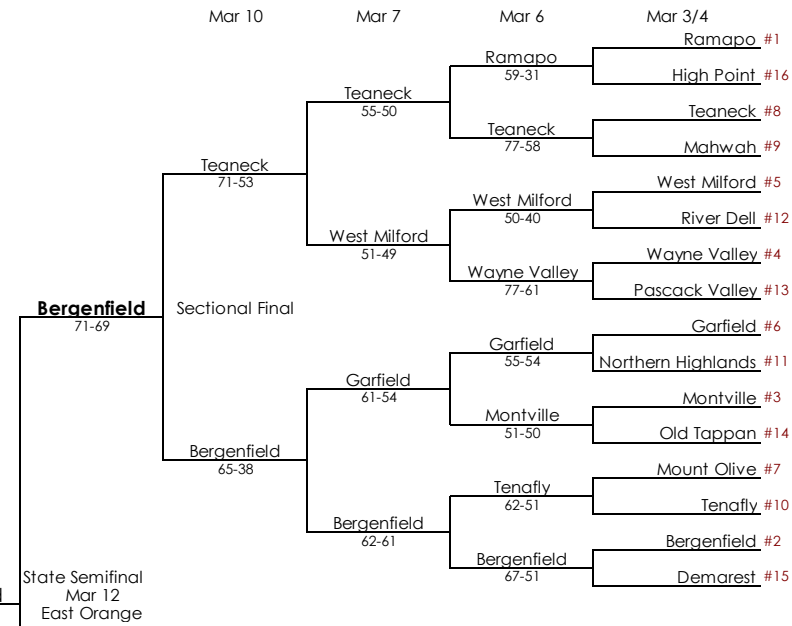 Mar 10 Mar 7 Mar 6 Mar 3/4
Ramapo #1
Ramapo
59-31
High Point #16
Teaneck
55-50
Teaneck #8
Teaneck
77-58
Mahwah #9
Teaneck
71-53
West Milford #5
West Milford
50-40
River Dell #12
West Milford
51-49
Wayne Valley #4
Wayne Valley
77-61
Pascack Valley #13
Bergenfield
71-69
Sectional Final
Garfield #6
Garfield
55-54
Northern Highlands #11
Garfield
61-54
Montville #3
Montville
51-50
Old Tappan #14
Bergenfield
65-38
Mount Olive #7
Tenafly
62-51
Tenafly #10
Bergenfield
62-61
Bergenfield #2
Bergenfield
67-51
Demarest #15
State Semifinal
Mar 12
East Orange